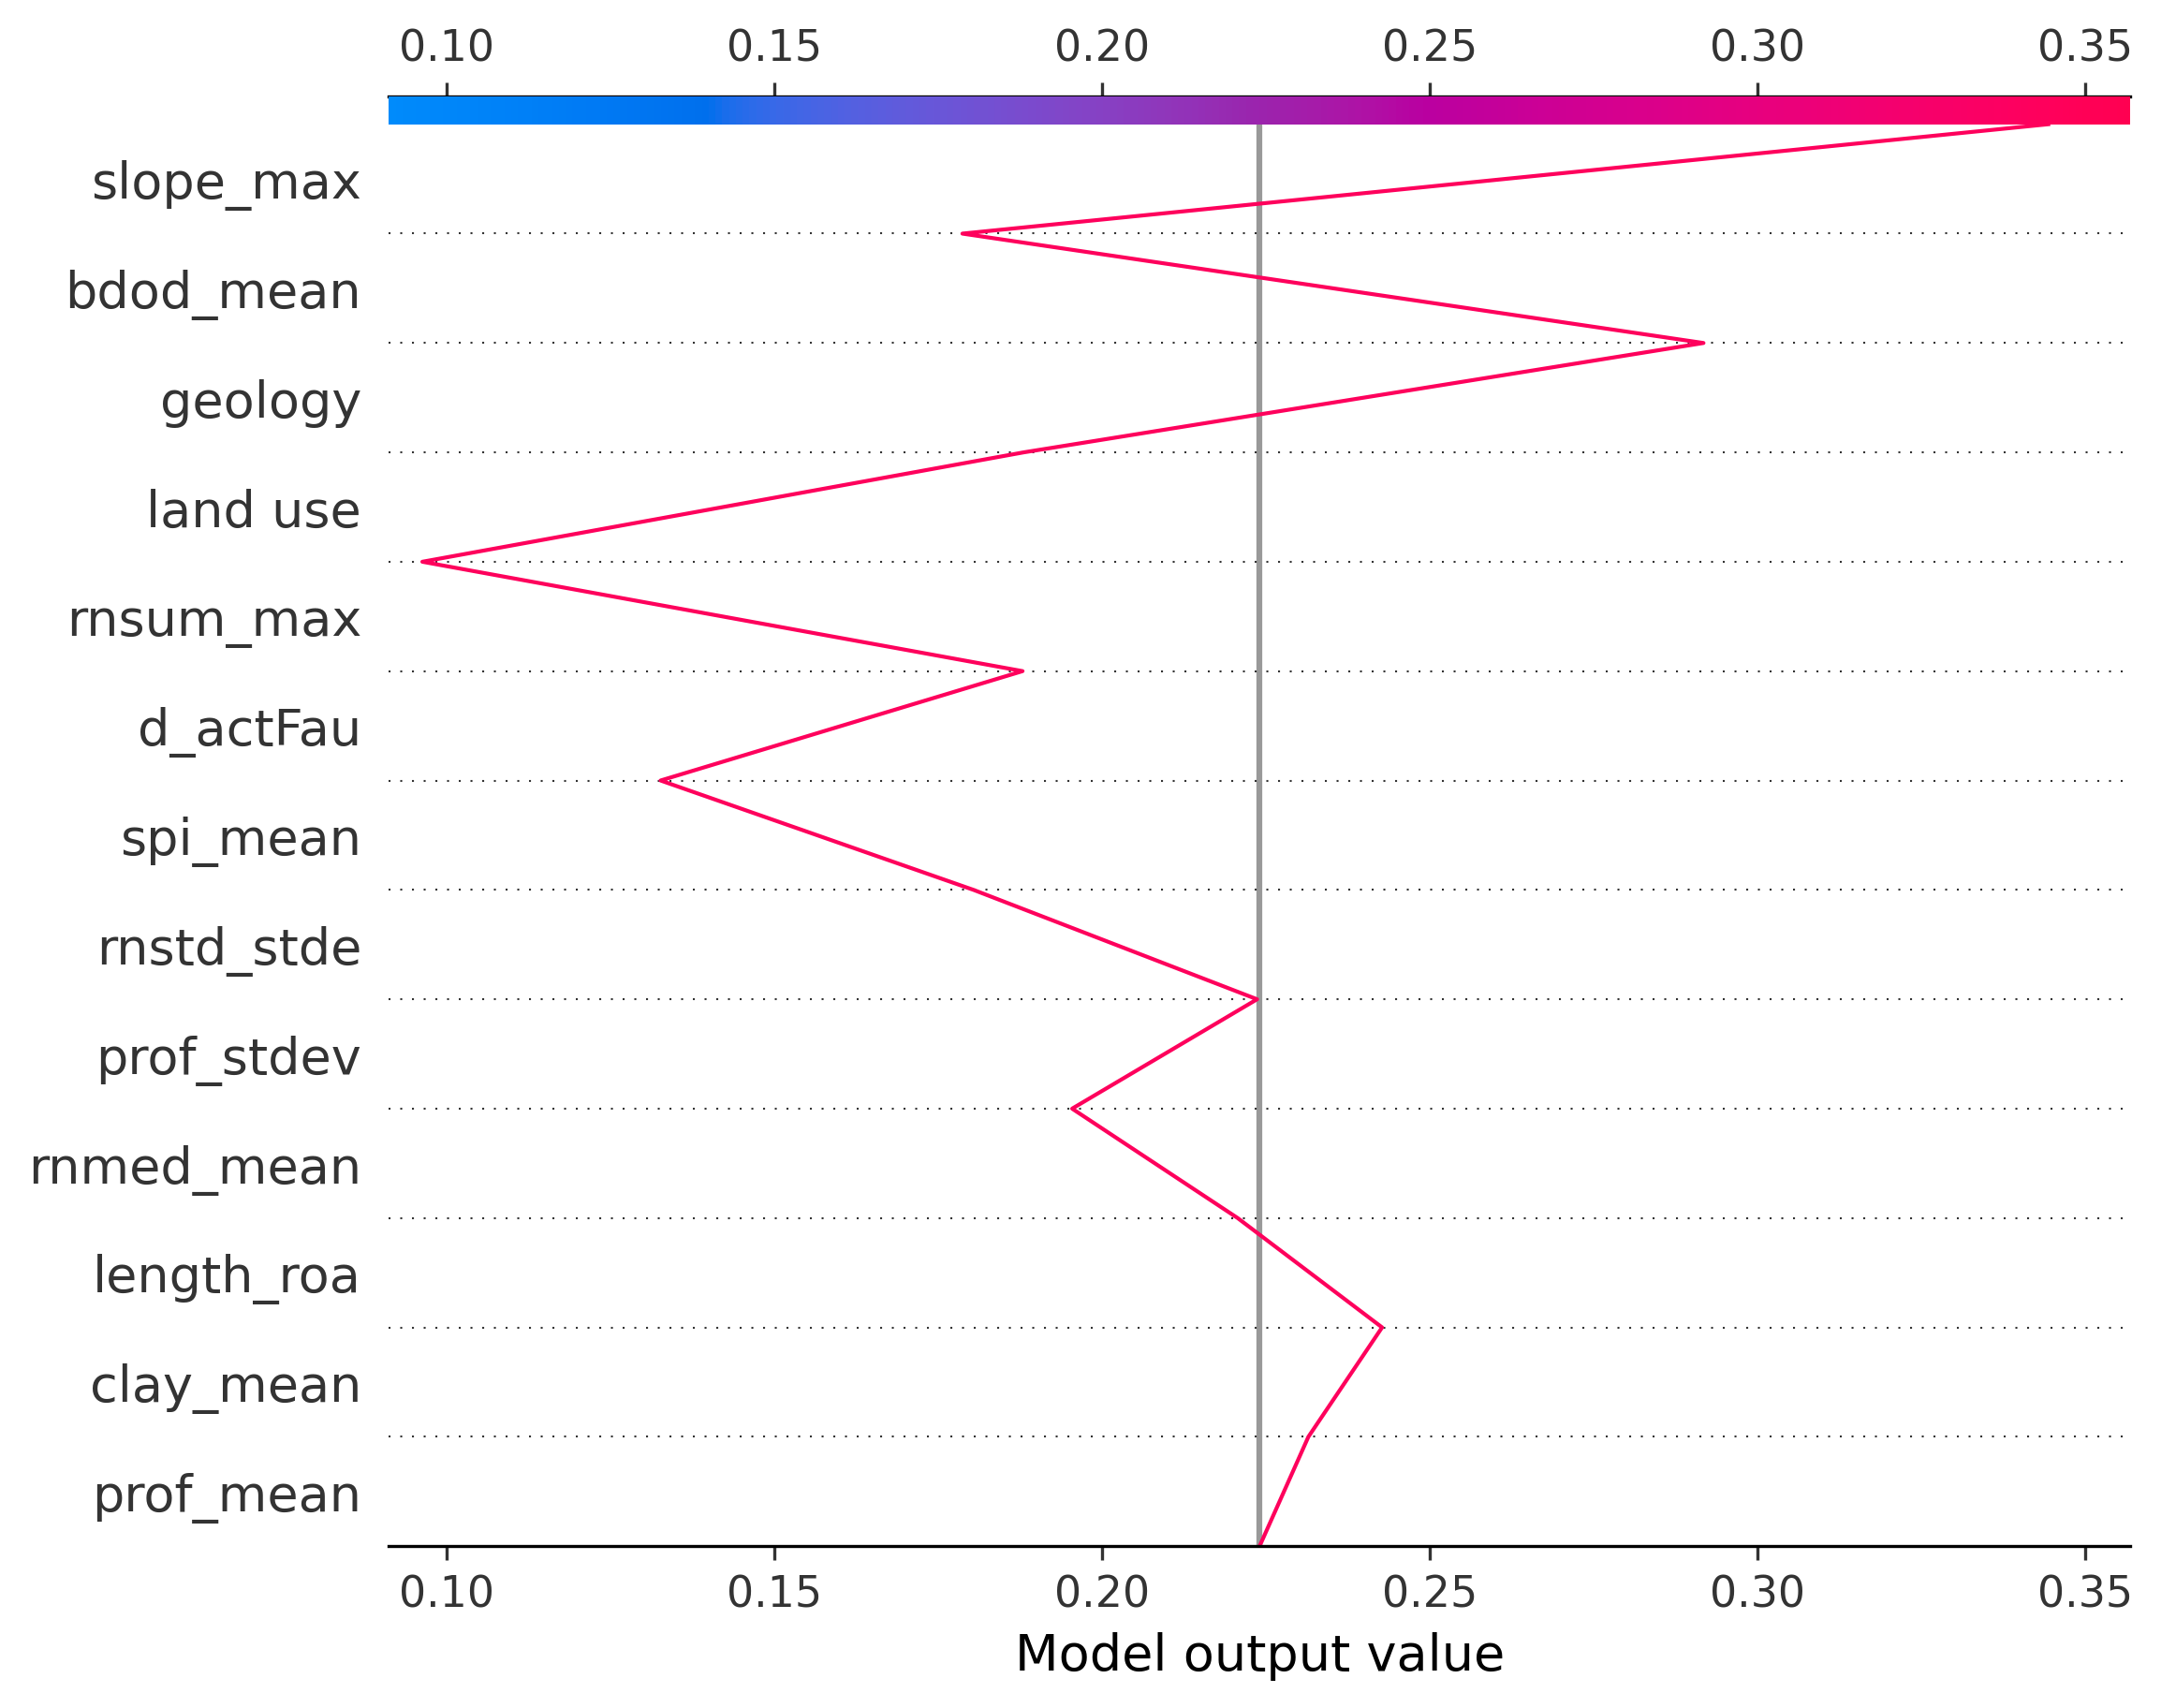 0.10 0.15 0.20 0.25 0.30 0.35
slope_max
bdod_mean
geology
land use
rnsum_max
d_actFau
spi_mean
rnstd_stde
prof_stdev
rnmed_mean
length_roa
clay_mean
prof_mean
0.10 0.15 0.20 0.25 0.30 0.35
Model output value